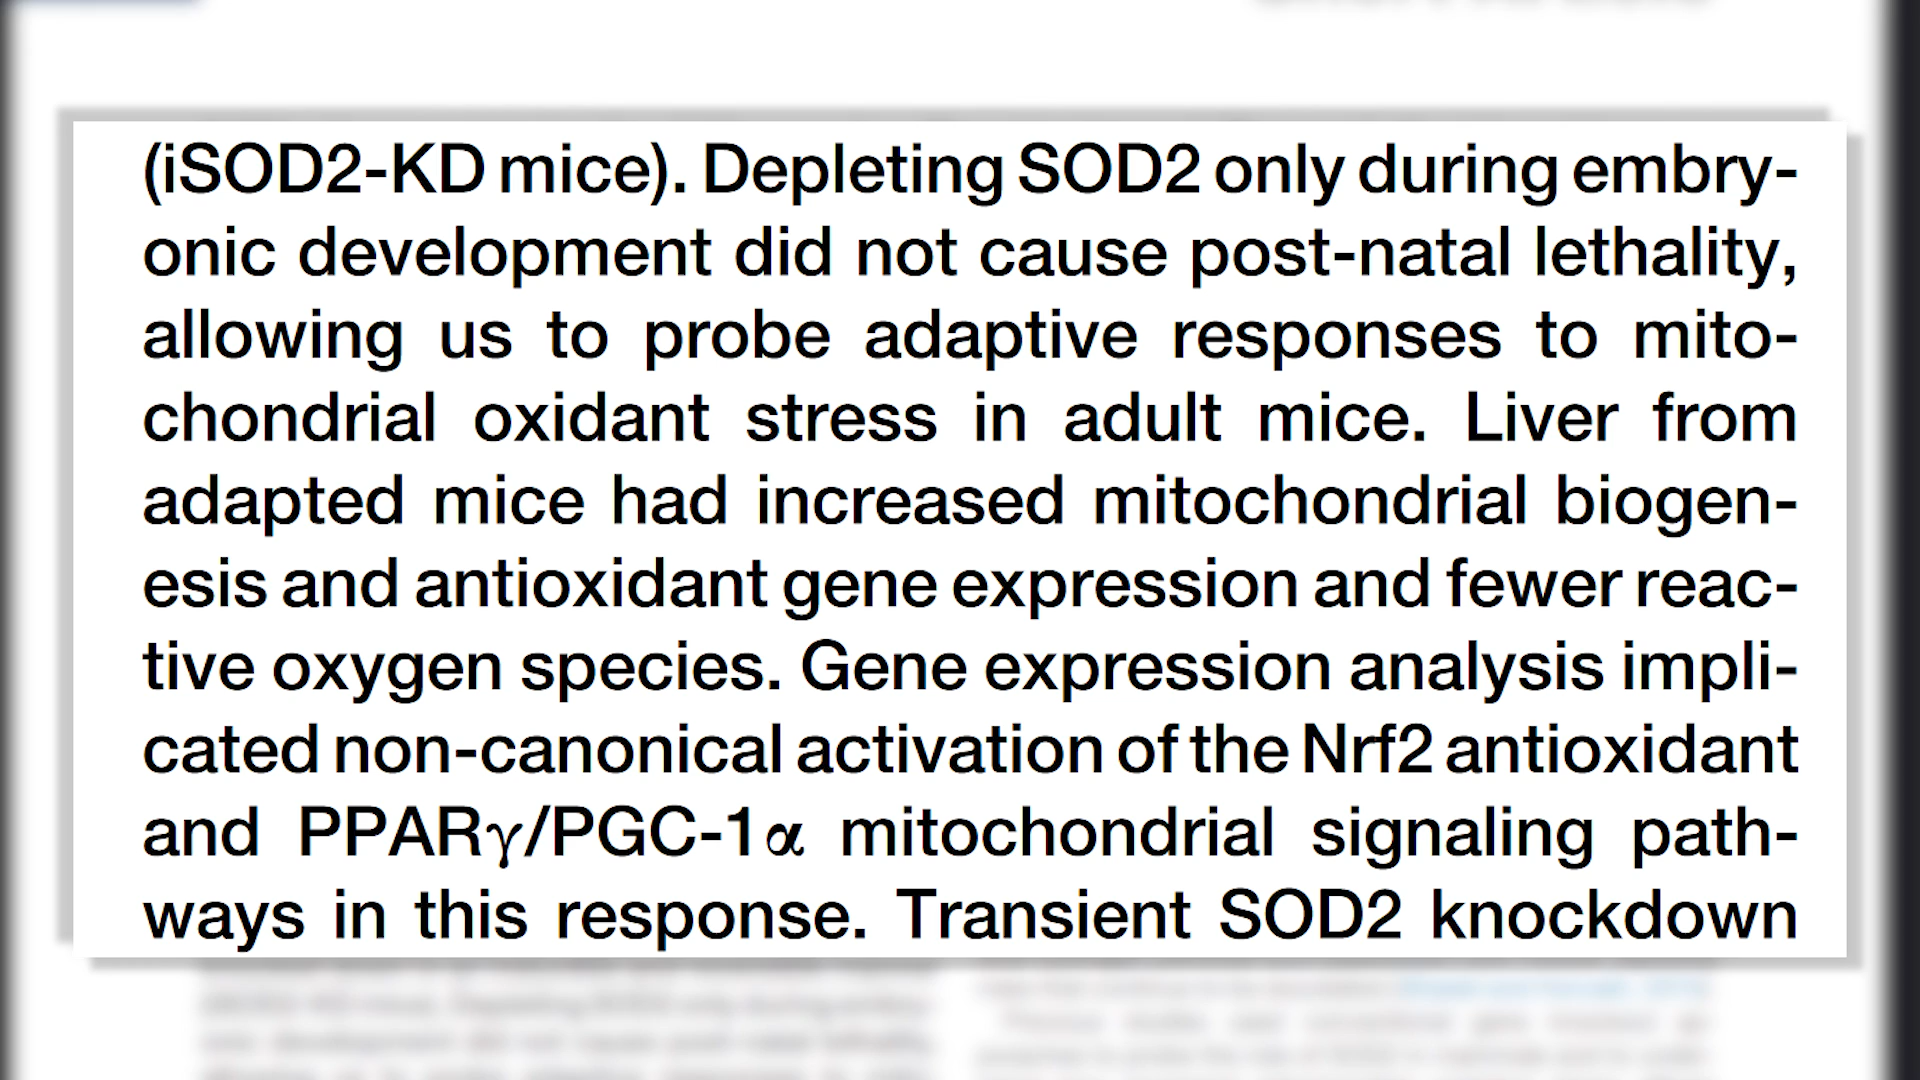 (iSOD2-KD mice). Depleting SOD2 only during embry-
onic development did not cause post-natal lethality,
allowing us to probe adaptive responses to mito-
chondrial oxidant stress in adult mice. Liver from
adapted mice had increased mitochondrial biogen-
esis and antioxidant gene expression and fewer reac-
tive oxygen species. Gene expression analysis impli-
cated non-canonical activation of the Nrf2 antioxidant
and PPARγ/PGC-1α mitochondrial signaling path-
ways in this response. Transient SOD2 knockdown